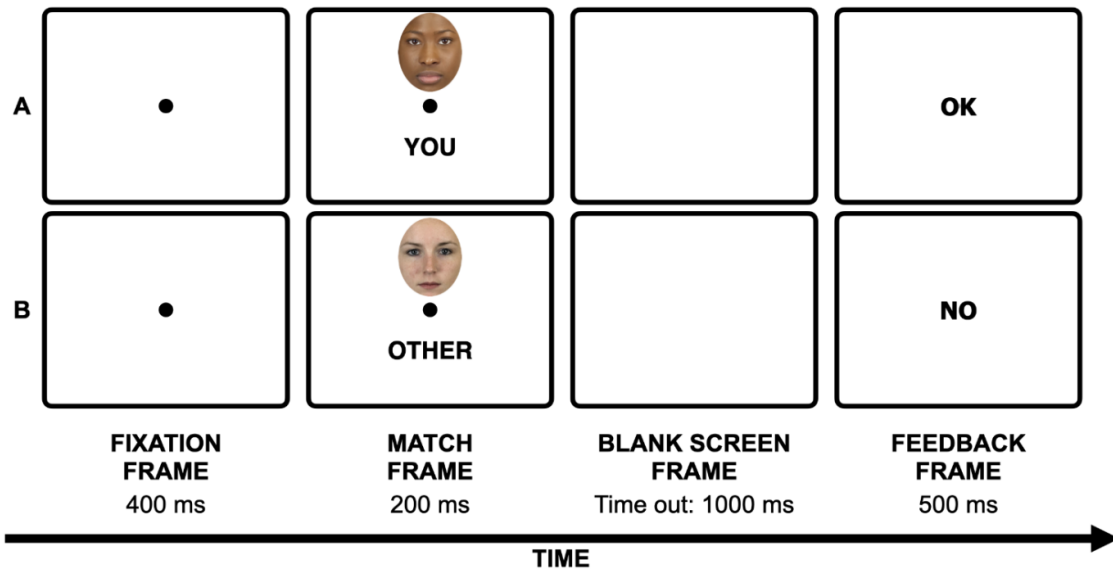 A
YOU
OK
B
OTHER
NO
FIXATION
FRAME
400 ms
MATCH
FRAME
200 ms
BLANK SCREEN
FRAME
Time out: 1000 ms
FEEDBACK
FRAME
500 ms
TIME